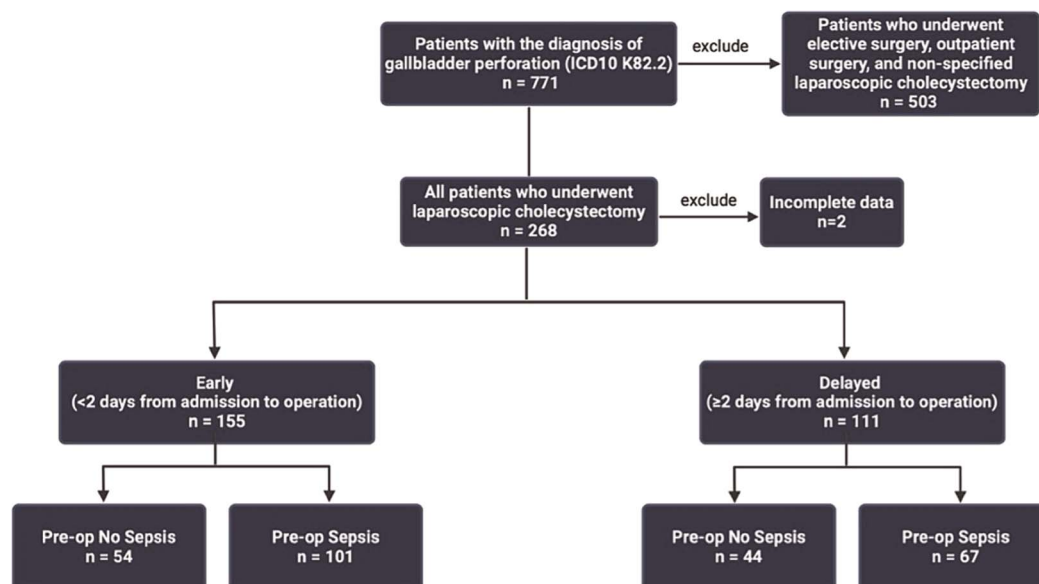 Patients with the diagnosis of
gallbladder perforation (ICD10 K82.2)
n = 771
exclude
Patients who underwent
elective surgery, outpatient
surgery, and non-specified
laparoscopic cholecystectomy
n = 503
All patients who underwent
laparoscopic cholecystectomy
n = 268
exclude
Incomplete data
n=2
Early
(<2 days from admission to operation)
n = 155
Delayed
(≥2 days from admission to operation)
n = 111
Pre-op No Sepsis
n = 54
Pre-op Sepsis
n = 101
Pre-op No Sepsis
n = 44
Pre-op Sepsis
n = 67